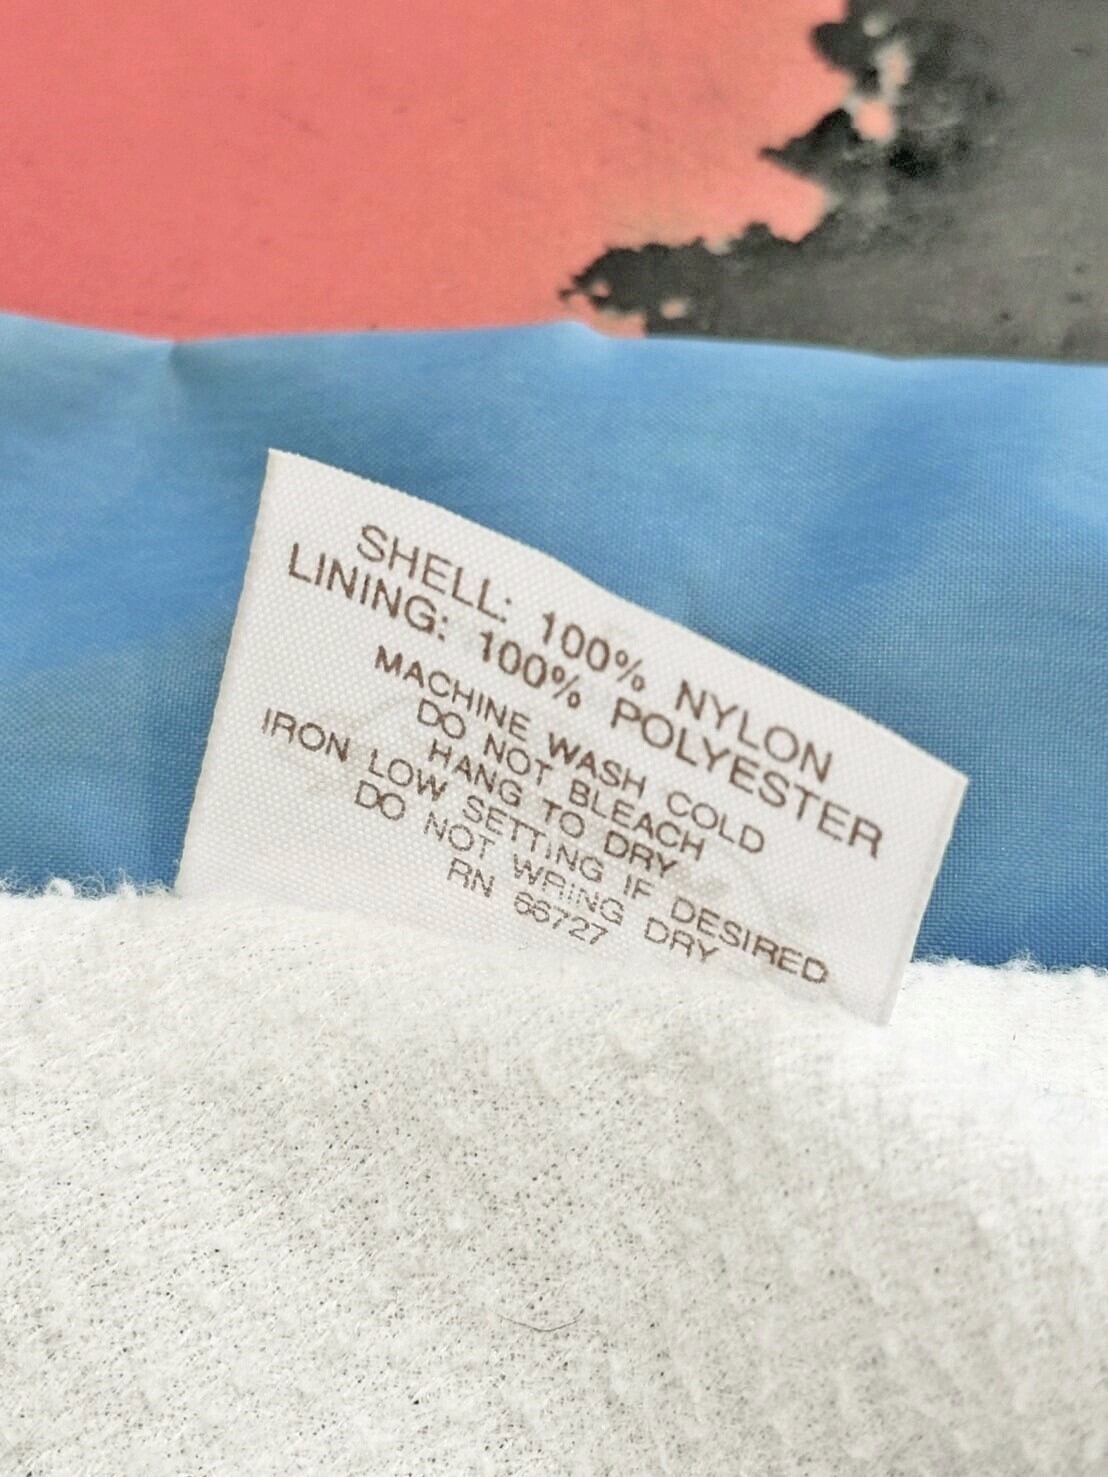 SHELL: 100% NYLON
LINING: 100% POLYESTER
MACHINE WASH COLD
DO NOT BLEACH
HANG TO DRY
IRON LOW SETTING IF DESIRED
DO NOT WRING DRY
RN 66727